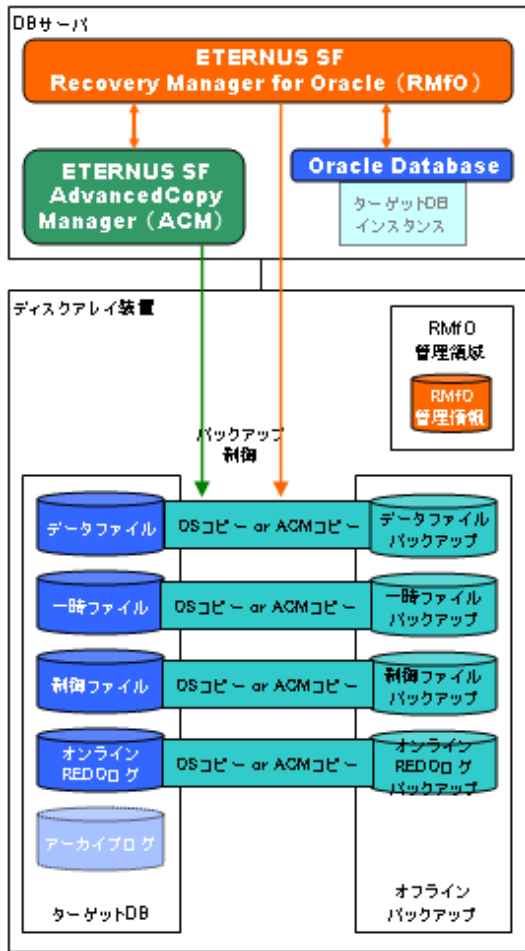 DBサーバ
ETERNUS SF
Recovery Manager for Oracle（RMfO）
ETERNUS SF
AdvancedCopy
Manager（ACM）
Oracle Database
ターゲットDB
インスタンス
ディスクアレイ装置
RMfO
管理領域
RMfO
管理情報
バックアップ
制御
データファイル
OSコピー or ACMコピー
データファイル
バックアップ
一時ファイル
OSコピー or ACMコピー
一時ファイル
バックアップ
制御ファイル
OSコピー or ACMコピー
制御ファイル
バックアップ
オンライン
REDOログ
OSコピー or ACMコピー
オンライン
REDOログ
バックアップ
アーカイブログ
ターゲットDB
オフライン
バックアップ